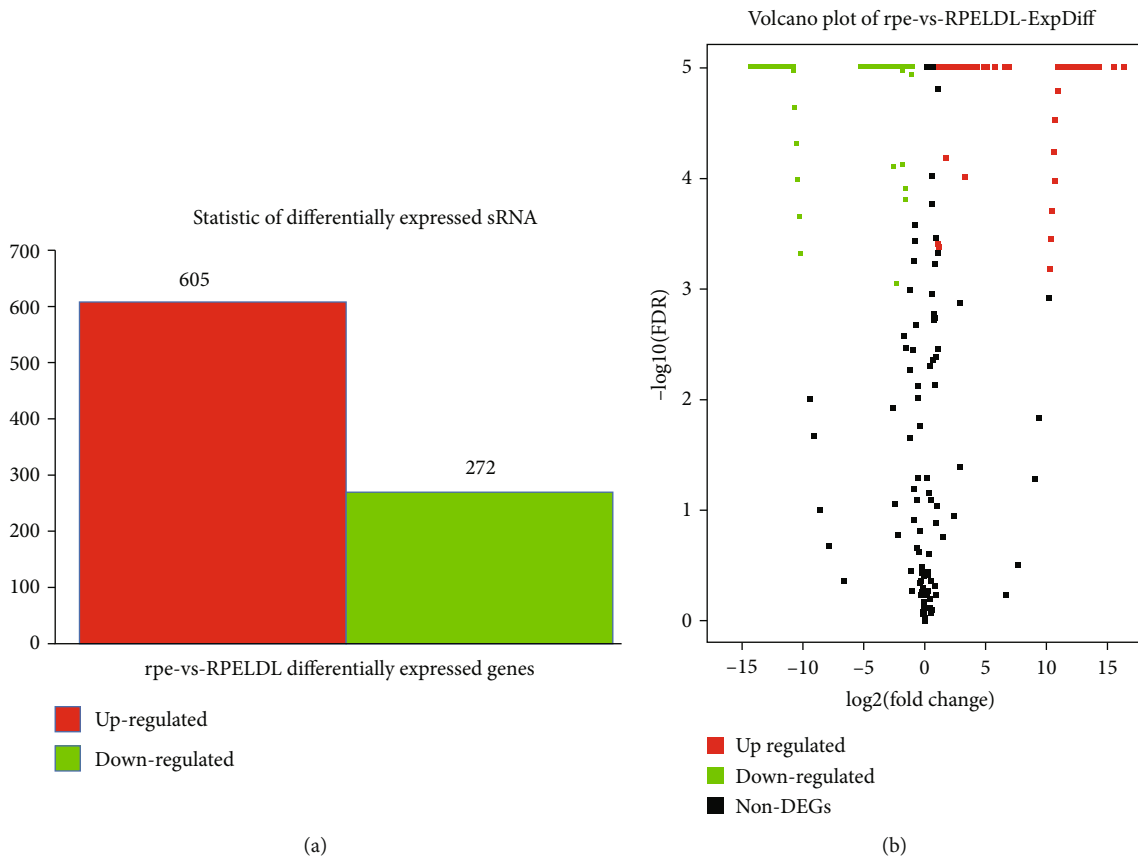 Statistic of differentially expressed sRNA
700
600
500
400
300
200
100
0
605
272
rpe-vs-RPELDL differentially expressed genes
Up-regulated
Down-regulated
(a)
Volcano plot of rpe-vs-RPELDL-ExpDiff
–log10(FDR)
5
4
3
2
1
0
–15 –10 –5 0 5 10 15
log2(fold change)
Up regulated
Down-regulated
Non-DEGs
(b)